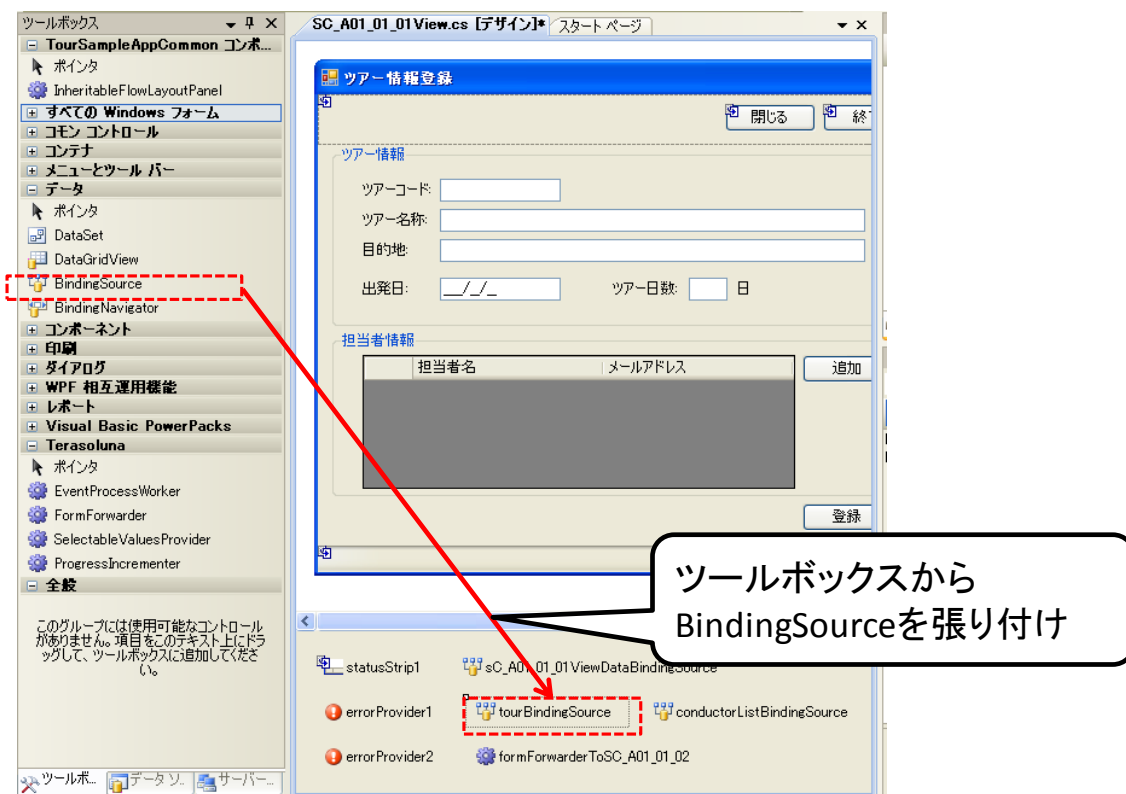 ツールボックス
TourSampleAppCommon コンポ...
ポインタ
InheritableFlowLayoutPanel
すべての Windows フォーム
コモン コントロール
コンテナ
メニューとツール バー
データ
ポインタ
DataSet
DataGridView
BindingSource
BindingNavigator
コンポーネント
印刷
ダイアログ
WPF 相互運用機能
レポート
Visual Basic PowerPacks
Terasoluna
ポインタ
EventProcessWorker
FormForwarder
SelectableValuesProvider
ProgressIncrementer
全般
このグループには使用可能なコントロール
がありません。項目をこのテキスト上にドラ
ッグして、ツールボックスに追加してくださ
い。
ツールボ... データ ソ... サーバー...
SC_A01_01_01View.cs [デザイン]* スタート ページ
ツアー情報登録
閉じる 終
ツアー情報
ツアーコード:
ツアー名称:
目的地:
出発日: __/_/_ ツアー日数: 日
担当者情報
担当者名 メールアドレス 追加
登録
ツールボックスから
BindingSourceを張り付け
statusStrip1 sC_A01_01_01ViewDataBindingSource
errorProvider1 tourBindingSource conductorListBindingSource
errorProvider2 formForwarderToSC_A01_01_02